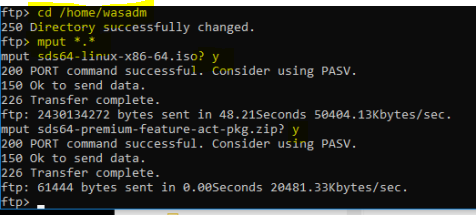 ftp> cd /home/wasadm
250 Directory successfully changed.
ftp> mput *.*
mput sds64-linux-x86-64.iso? y
200 PORT command successful. Consider using PASV.
150 Ok to send data.
226 Transfer complete.
ftp: 2430134272 bytes sent in 48.21Seconds 50404.13Kbytes/sec.
mput sds64-premium-feature-act-pkg.zip? y
200 PORT command successful. Consider using PASV.
150 Ok to send data.
226 Transfer complete.
ftp: 61444 bytes sent in 0.00Seconds 20481.33Kbytes/sec.
ftp>